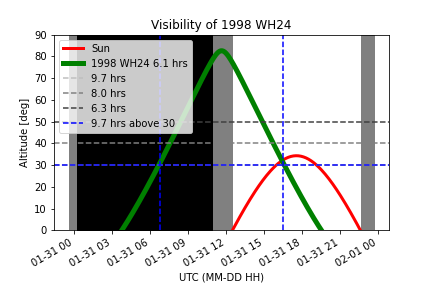 Visibility of 1998 WH24
Sun
1998 WH24 6.1 hrs
9.7 hrs
8.0 hrs
6.3 hrs
9.7 hrs above 30
Altitude [deg]
90
80
70
60
50
40
30
20
10
0
01-31 00
01-31 03
01-31 06
01-31 09
01-31 12
01-31 15
01-31 18
01-31 21
02-01 00
UTC (MM-DD HH)